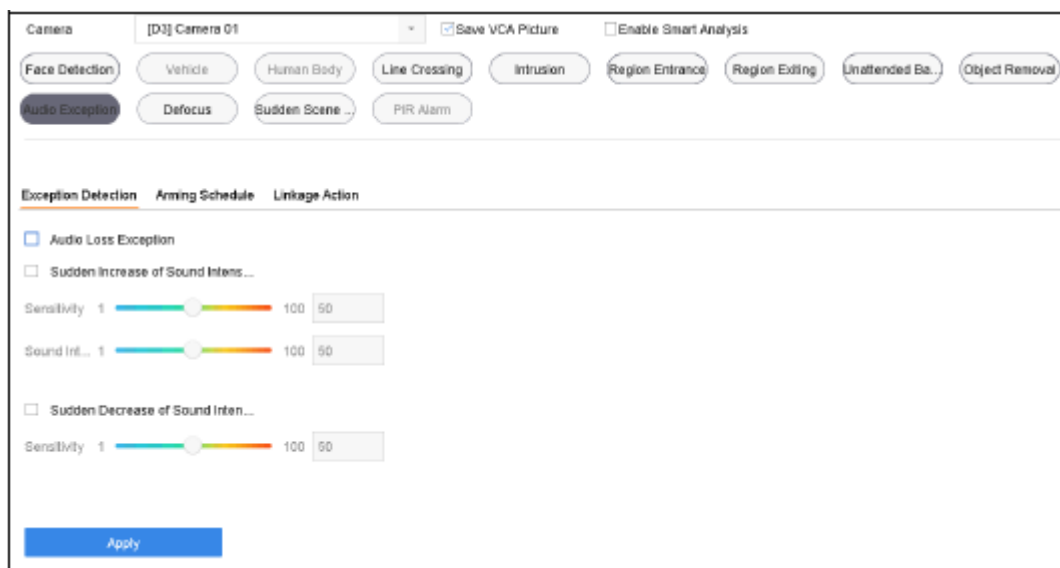 Camera [D3] Camera 01 Save VCA Picture Enable Smart Analysis
Face Detection Vehicle Human Body Line Crossing Intrusion Region Entrance Region Exiting Unattended Ba... Object Removal
Audio Exception Defocus Sudden Scene ... PIR Alarm
Exception Detection Arming Schedule Linkage Action
Audio Loss Exception
Sudden Increase of Sound Intens...
Sensitivity 1 100 50
Sound Int... 1 100 50
Sudden Decrease of Sound Inten...
Sensitivity 1 100 50
Apply